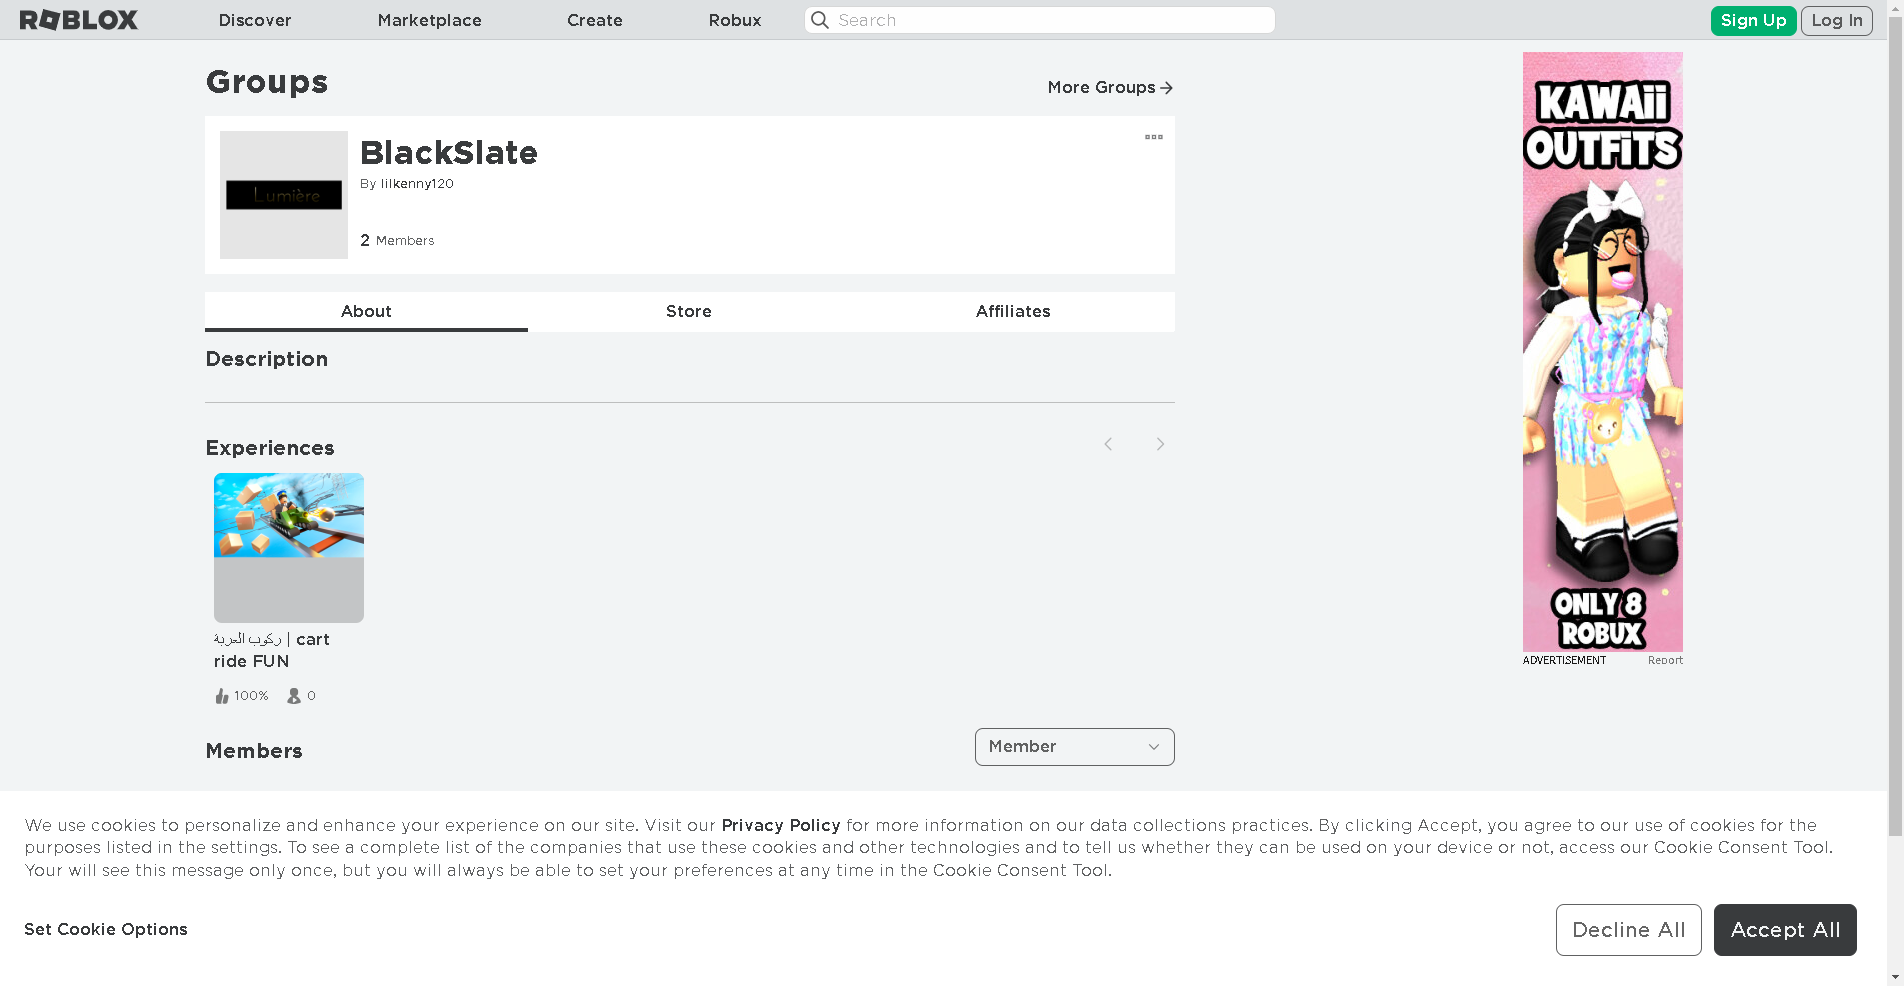 ROBLOX
Discover
Marketplace
Create
Robux
Search
Sign Up
Log In
Groups
More Groups
BlackSlate
Lumière
By lilkenny120
2 Members
About
Store
Affiliates
Description
Experiences
ركوب العربة | cart
ride FUN
100%
0
Members
Member
KAWAii
OUTFiTS
ONLY 8
ROBUX
ADVERTISEMENT
Report
We use cookies to personalize and enhance your experience on our site. Visit our Privacy Policy for more information on our data collections practices. By clicking Accept, you agree to our use of cookies for the
purposes listed in the settings. To see a complete list of the companies that use these cookies and other technologies and to tell us whether they can be used on your device or not, access our Cookie Consent Tool.
Your will see this message only once, but you will always be able to set your preferences at any time in the Cookie Consent Tool.
Set Cookie Options
Decline All
Accept All